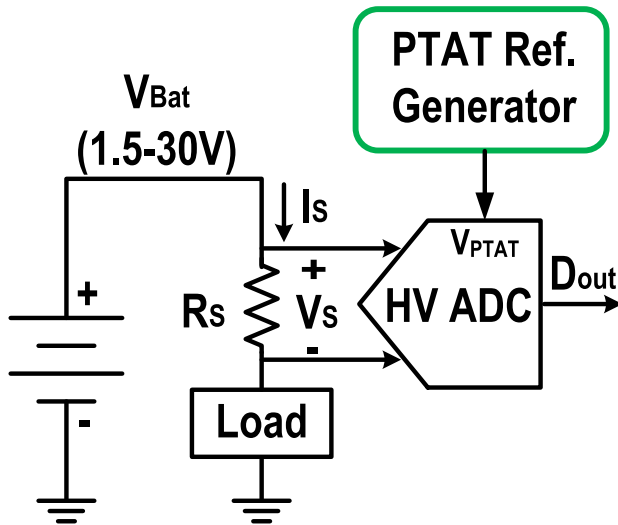 PTAT Ref.
Generator
VBat
(1.5-30V)
IS
VPTAT
+
+
RS
VS
HV ADC
Dout
-
-
Load